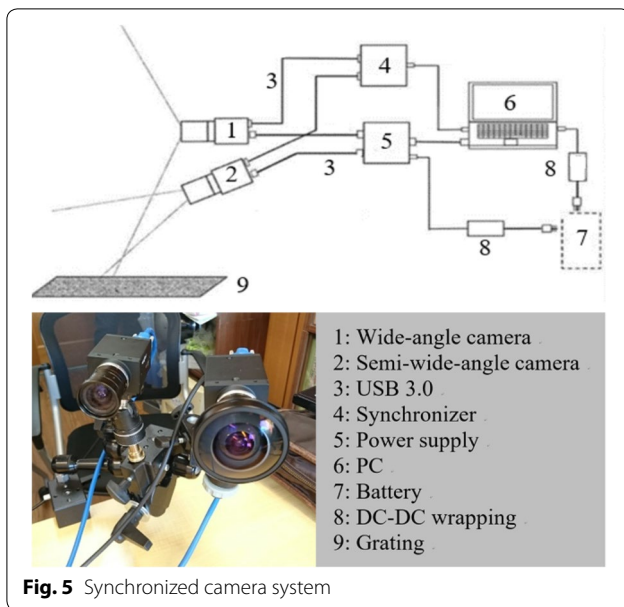 3
4
6
1
5
8
2
3
7
8
9
1: Wide-angle camera
2: Semi-wide-angle camera
3: USB 3.0
4: Synchronizer
5: Power supply
6: PC
7: Battery
8: DC-DC wrapping
9: Grating
Fig. 5 Synchronized camera system